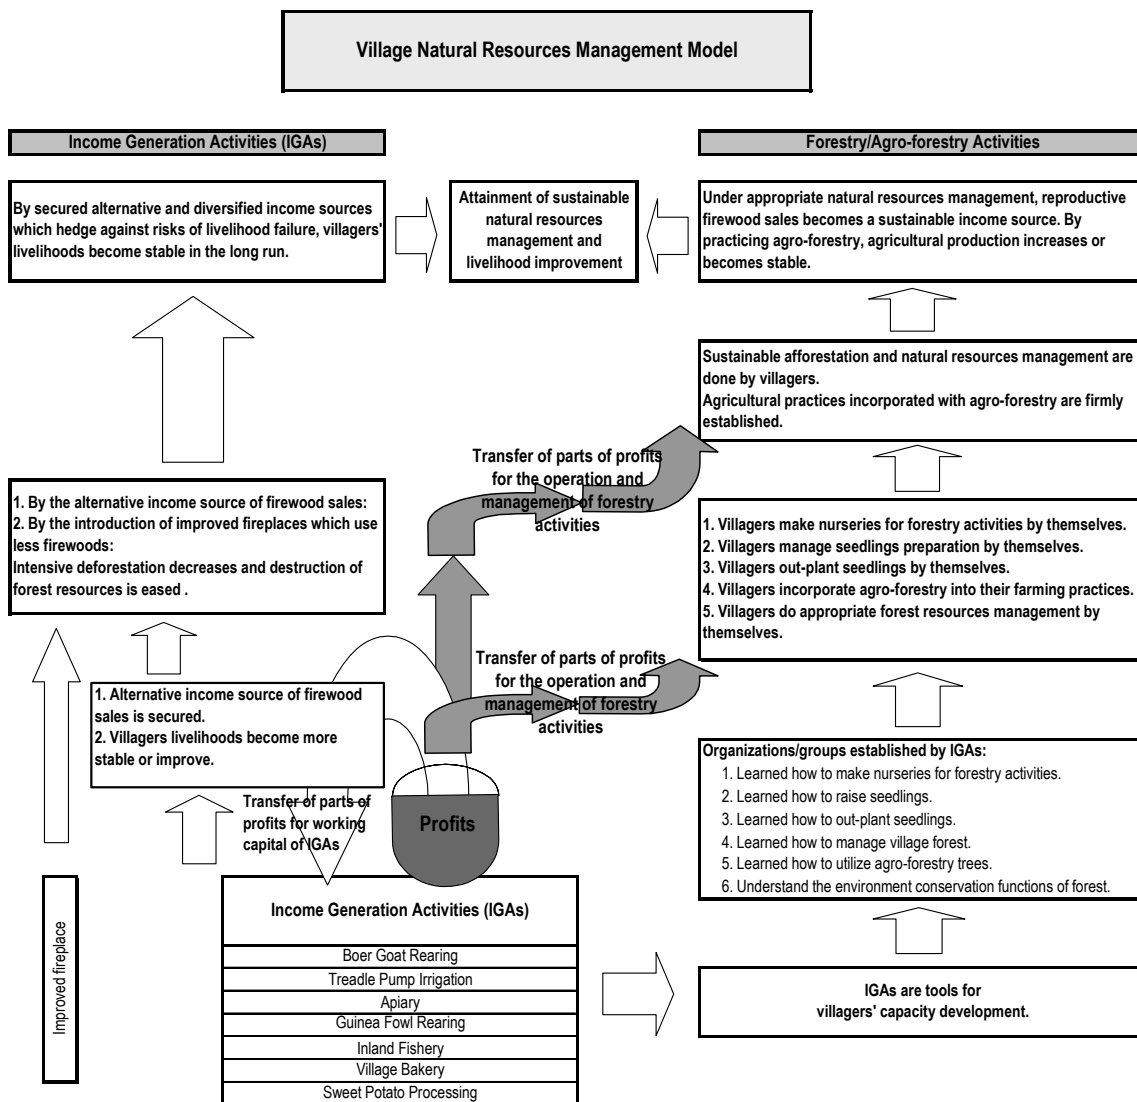 Village Natural Resources Management Model
Income Generation Activities (IGAs)
Forestry/Agro-forestry Activities
By secured alternative and diversified income sources
which hedge against risks of livelihood failure, villagers'
livelihoods become stable in the long run.
Attainment of sustainable
natural resources
management and
livelihood improvement
Under appropriate natural resources management, reproductive
firewood sales becomes a sustainable income source. By
practicing agro-forestry, agricultural production increases or
becomes stable.
Sustainable afforestation and natural resources management are
done by villagers.
Agricultural practices incorporated with agro-forestry are firmly
established.
Transfer of parts of profits
for the operation and
management of forestry
activities
1. By the alternative income source of firewood sales:
2. By the introduction of improved fireplaces which use
less firewoods:
Intensive deforestation decreases and destruction of
forest resources is eased .
1. Villagers make nurseries for forestry activities by themselves.
2. Villagers manage seedlings preparation by themselves.
3. Villagers out-plant seedlings by themselves.
4. Villagers incorporate agro-forestry into their farming practices.
5. Villagers do appropriate forest resources management by
themselves.
Transfer of parts of profits
for the operation and
management of forestry
activities
1. Alternative income source of firewood
sales is secured.
2. Villagers livelihoods become more
stable or improve.
Organizations/groups established by IGAs:
1. Learned how to make nurseries for forestry activities.
2. Learned how to raise seedlings.
3. Learned how to out-plant seedlings.
4. Learned how to manage village forest.
5. Learned how to utilize agro-forestry trees.
6. Understand the environment conservation functions of forest.
Transfer of parts of
profits for working
capital of IGAs
Profits
Improved fireplace
Income Generation Activities (IGAs)
Boer Goat Rearing
Treadle Pump Irrigation
Apiary
Guinea Fowl Rearing
Inland Fishery
Village Bakery
Sweet Potato Processing
IGAs are tools for
villagers' capacity development.